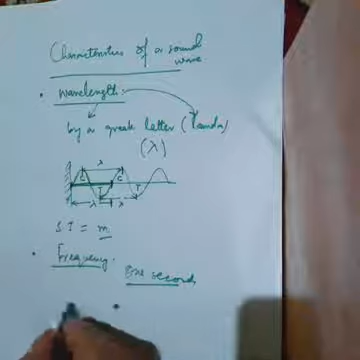 Characteristics of a sound
wave
• Wavelength:
by a greek letter (lamda)
(λ)
λ
C C
T T
λ λ
S.I = m
• Frequency.
One second